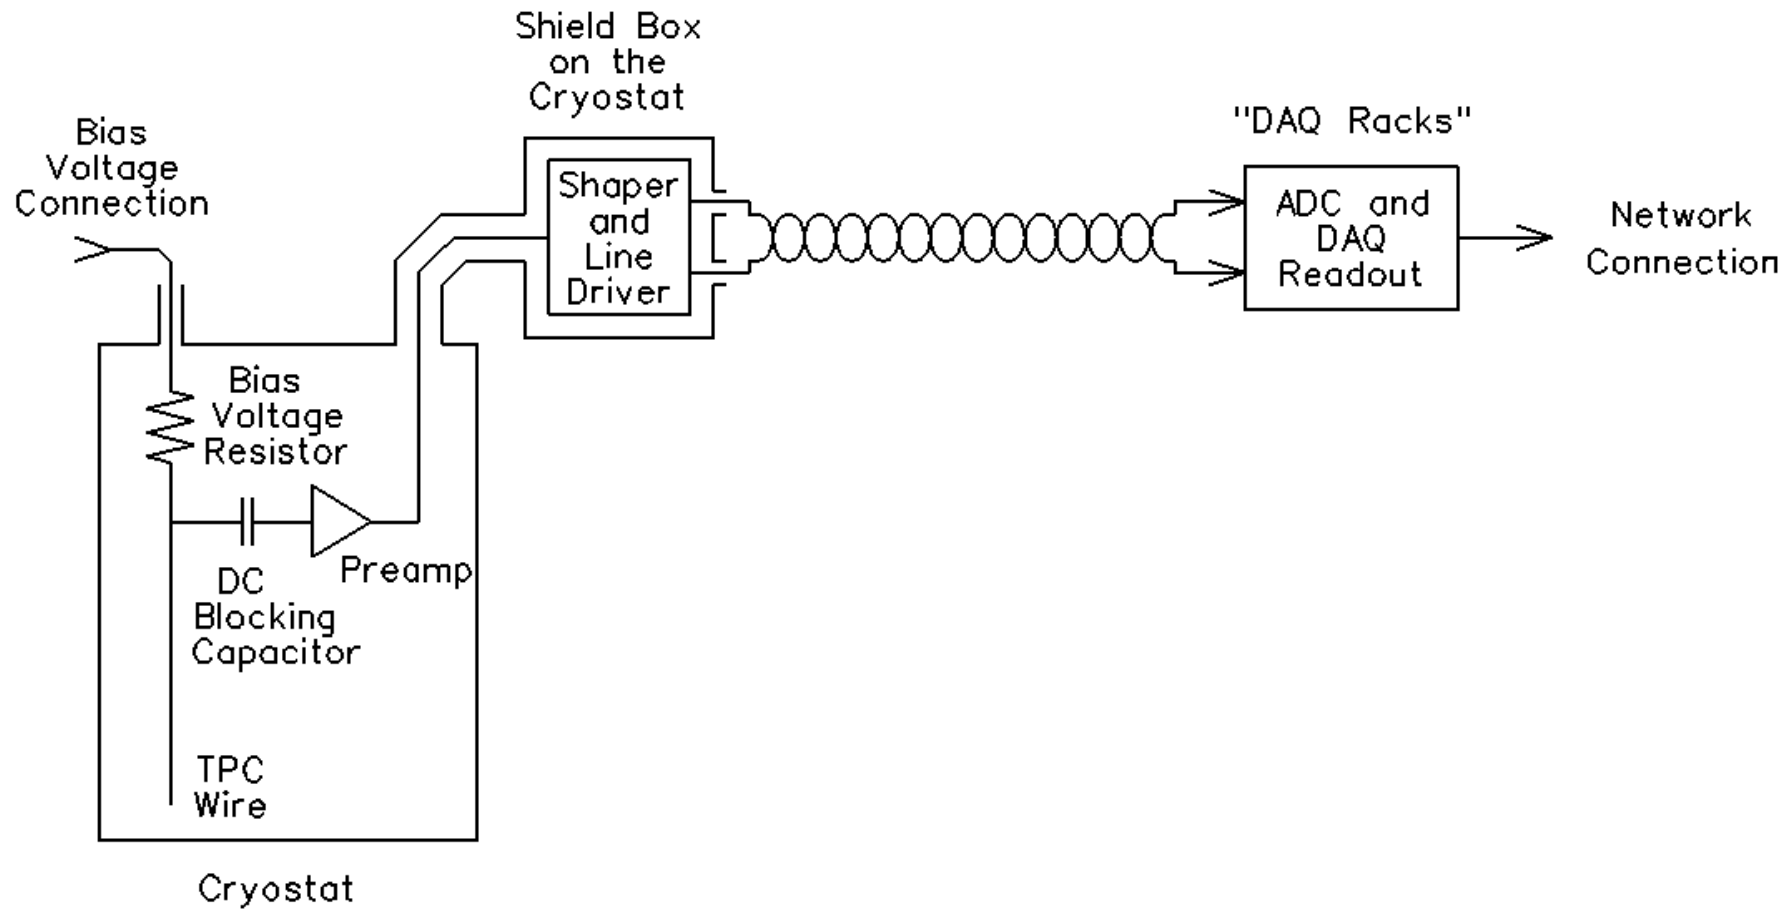 Shield Box
on the
Cryostat
Bias
Voltage
Connection
"DAQ Racks"
Shaper
and
Line
Driver
ADC and
DAQ
Readout
Network
Connection
Bias
Voltage
Resistor
Preamp
DC
Blocking
Capacitor
TPC
Wire
Cryostat